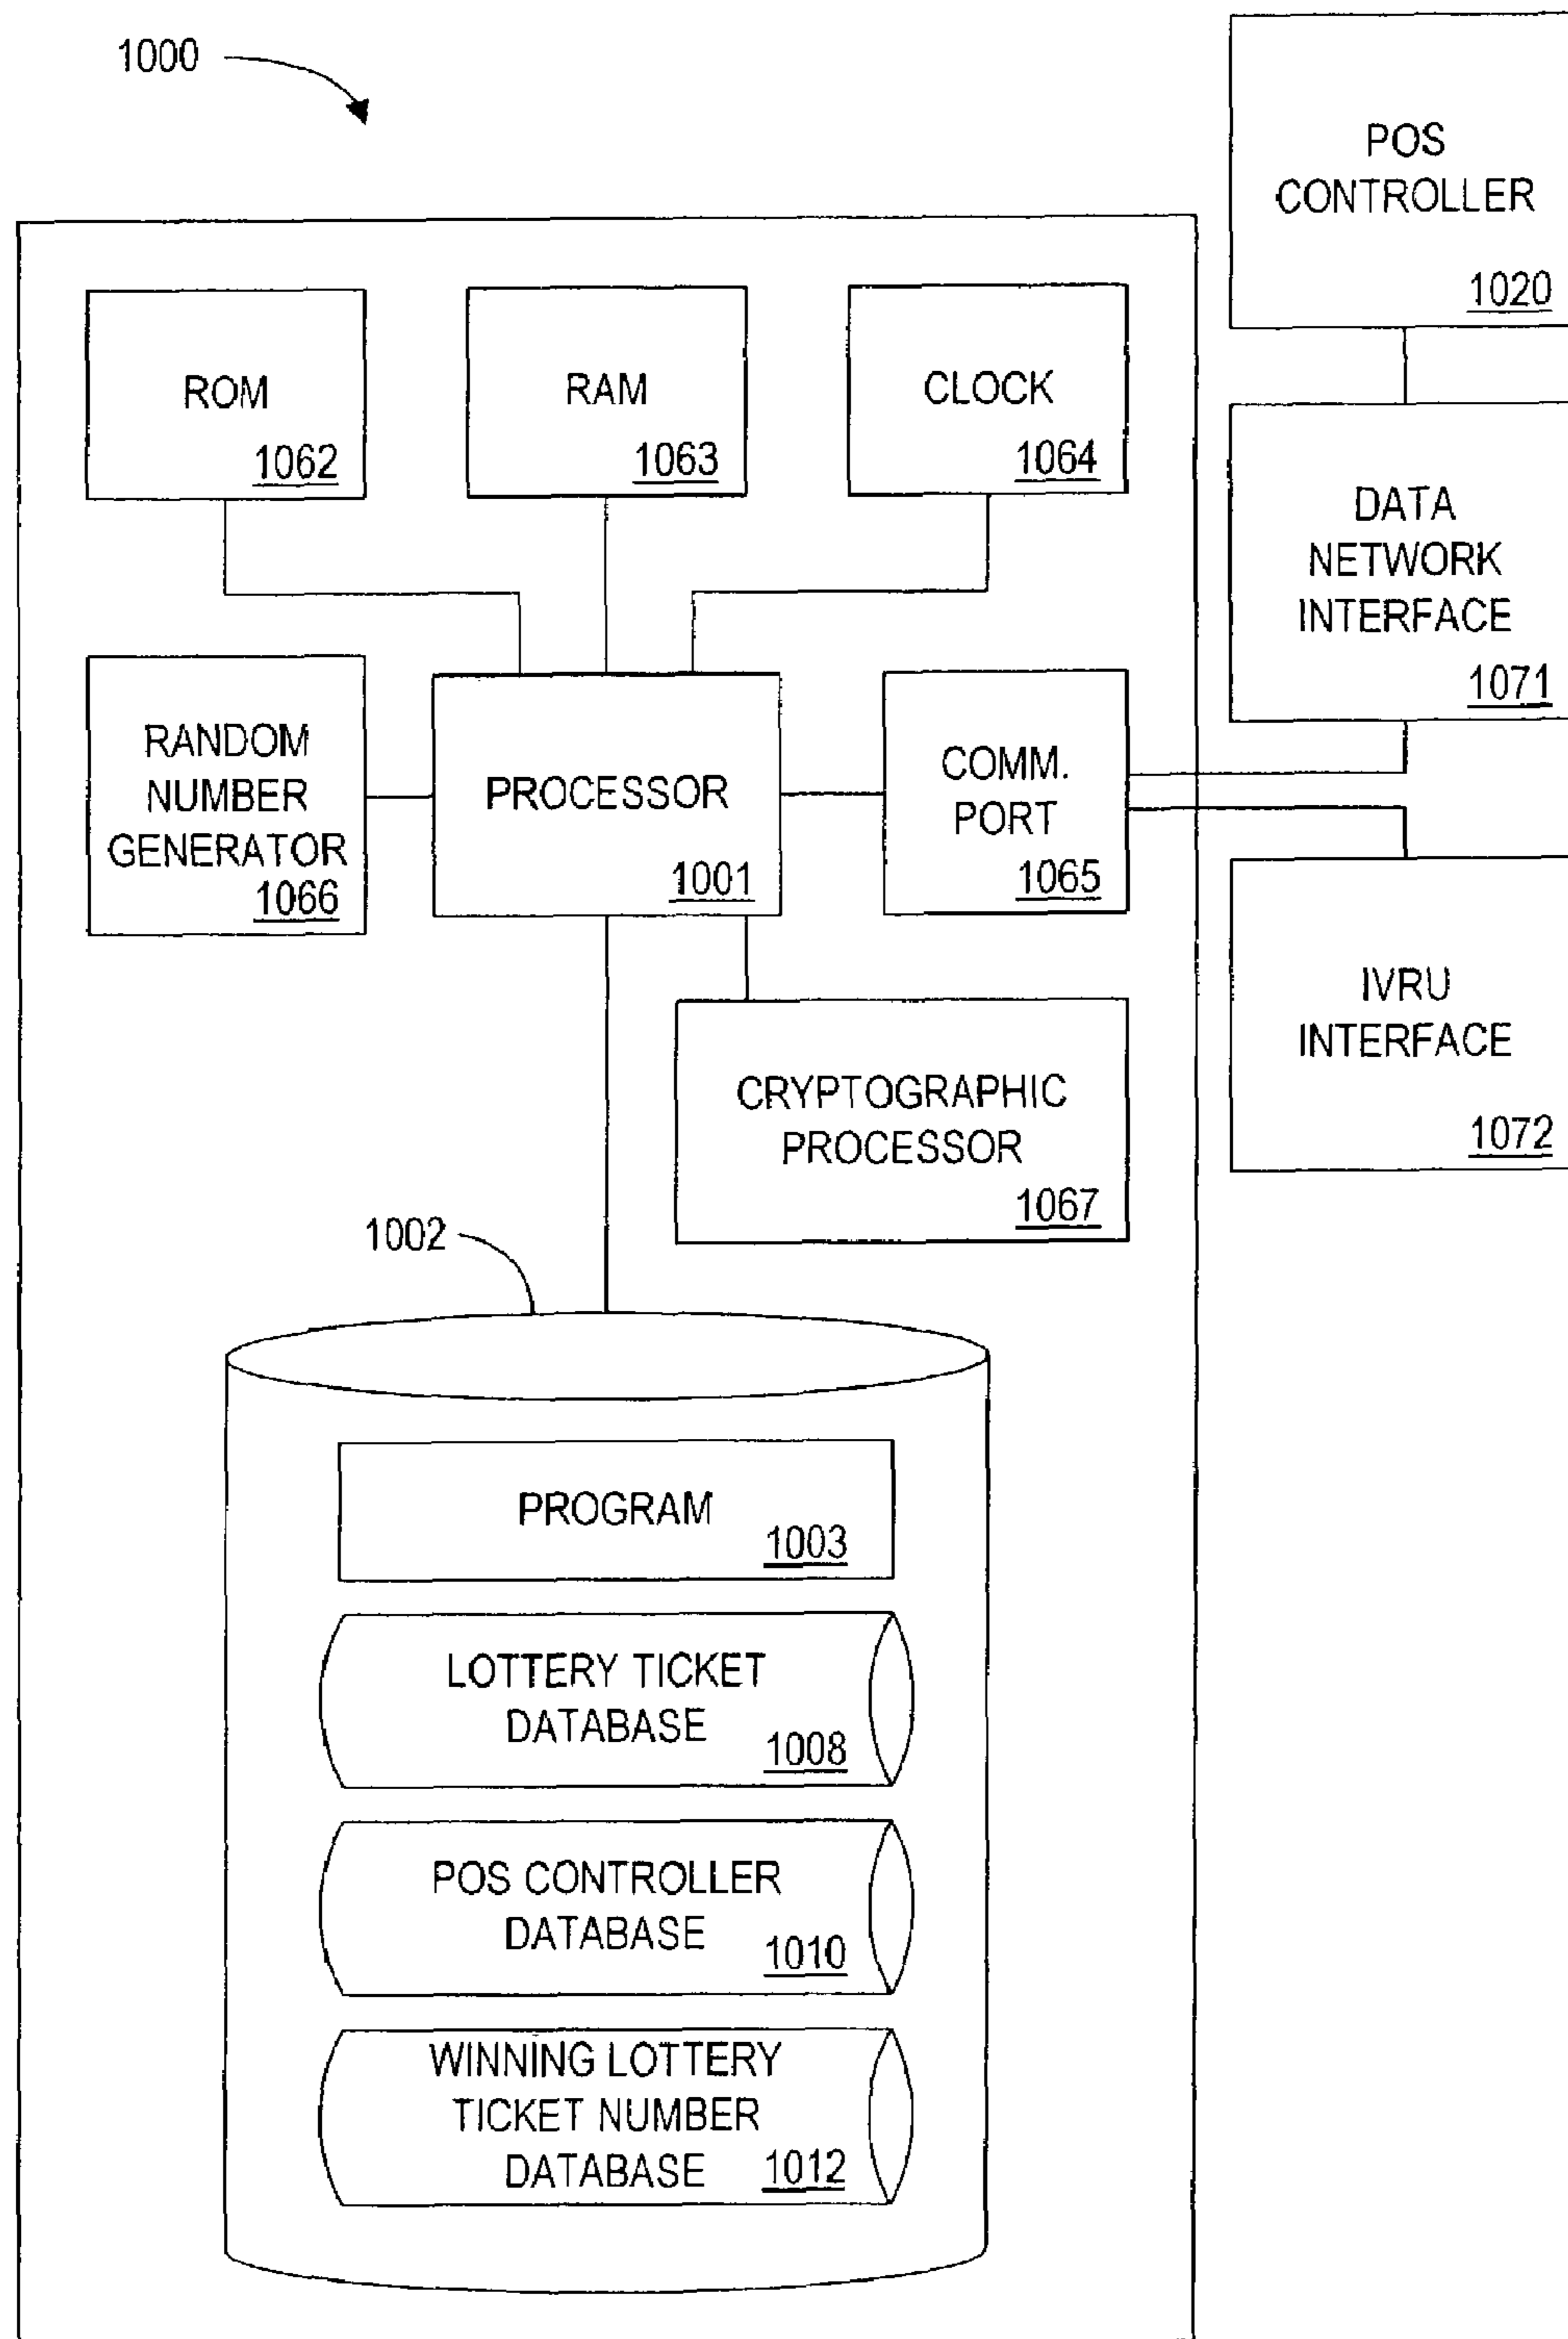 1000
POS
CONTROLLER
1020
ROM
1062
RAM
1063
CLOCK
1064
DATA
NETWORK
INTERFACE
1071
RANDOM
NUMBER
GENERATOR
1066
PROCESSOR
1001
COMM.
PORT
1065
IVRU
INTERFACE
1072
CRYPTOGRAPHIC
PROCESSOR
1067
1002
PROGRAM
1003
LOTTERY TICKET
DATABASE
1008
POS CONTROLLER
DATABASE
1010
WINNING LOTTERY
TICKET NUMBER
DATABASE
1012